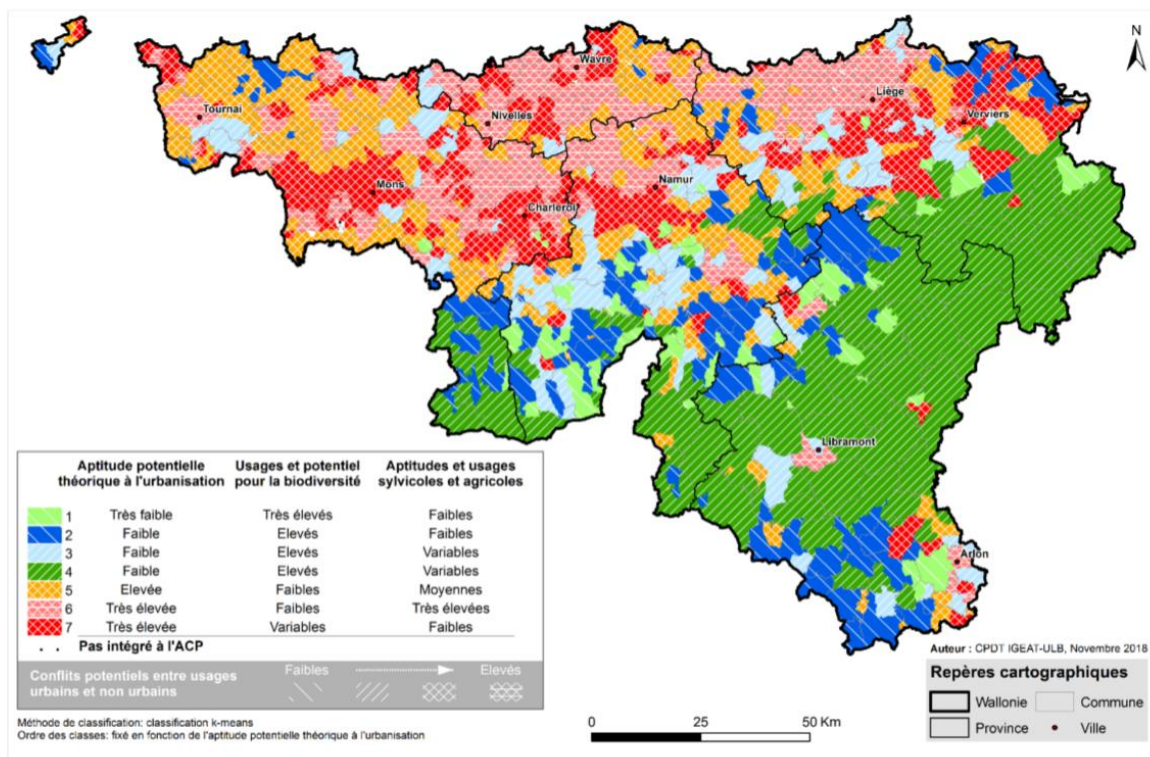 N
Wavre
Tournai
Nivelles
Liège
Verviers
Mons
Namur
Charleroi
Libramont
Arlon
Aptitude potentielle théorique à l'urbanisation Usages et potentiel pour la biodiversité Aptitudes et usages sylvicoles et agricoles
1 Très faible Très élevés Faibles
2 Faible Elevés Faibles
3 Faible Elevés Variables
4 Faible Elevés Variables
5 Elevée Faibles Moyennes
6 Très élevée Faibles Très élevées
7 Très élevée Variables Faibles
Pas intégré à l'ACP
Conflits potentiels entre usages urbains et non urbains Faibles Elevés
Méthode de classification: classification k-means
Ordre des classes: fixé en fonction de l'aptitude potentielle théorique à l'urbanisation
0 25 50 Km
Auteur : CPDT IGEAT-ULB, Novembre 2018
Repères cartographiques
Wallonie Commune
Province Ville